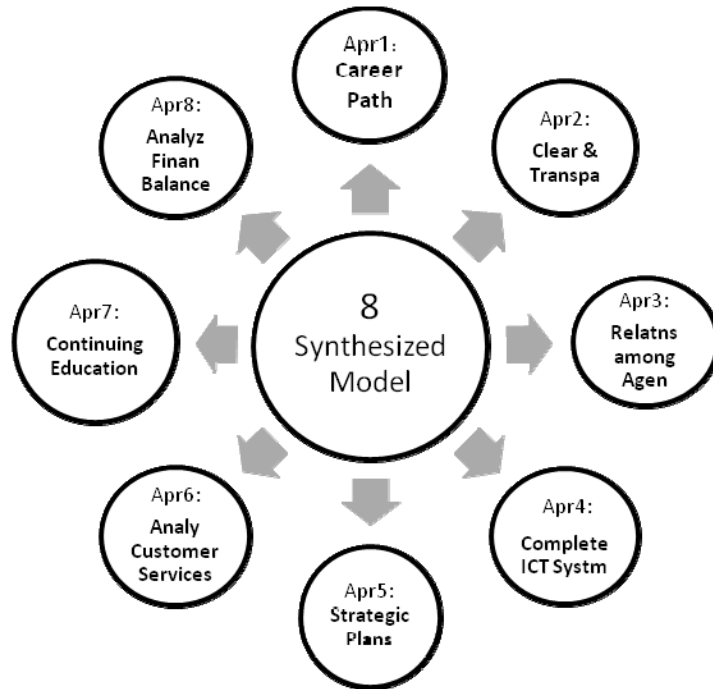 Apr1:
Career
Path
Apr2:
Clear &
Transpa
Apr3:
Relatns
among
Agen
Apr4:
Complete
ICT Systm
Apr5:
Strategic
Plans
Apr6:
Analy
Customer
Services
Apr7:
Continuing
Education
Apr8:
Analyz
Finan
Balance
8
Synthesized
Model